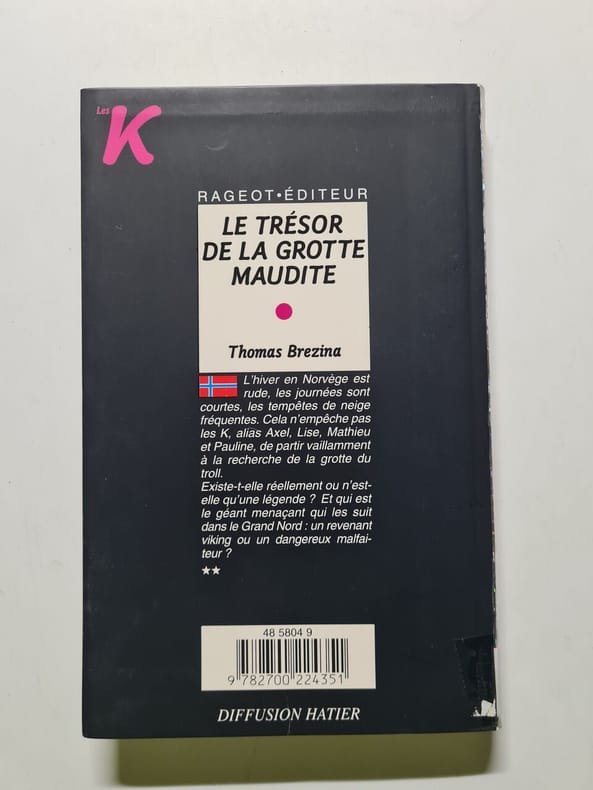 Les
K
RAGEOT•ÉDITEUR
LE TRÉSOR
DE LA GROTTE
MAUDITE
Thomas Brezina
L'hiver en Norvège est
rude, les journées sont
courtes, les tempêtes de neige
fréquentes. Cela n'empêche pas
les K, alias Axel, Lise, Mathieu
et Pauline, de partir vaillamment
à la recherche de la grotte du
troll.
Existe-t-elle réellement ou n'est-
elle qu'une légende ? Et qui est
le géant menaçant qui les suit
dans le Grand Nord : un revenant
viking ou un dangereux malfai-
teur ?
★★
48 5804 9
9 782700 224351
DIFFUSION HATIER